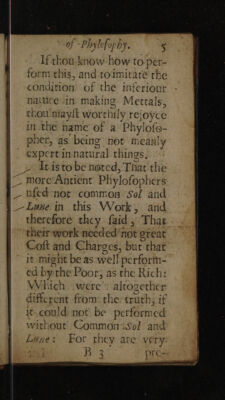 of Phylosophy. 5
If thou know how to per-
form this, and to imitate the
condition of the inferiour
nature in making Mettals,
thou mayst worthily rejoyce
in the name of a Phyloso-
pher, as being not meanly
expert in natural things.
It is to be noted, That the
more Antient Phylosophers
used not common Sol and
Lune in this Work, and
therefore they said, That
their work needed not great
Cost and Charges, but that
it might be as well perform-
ed by the Poor, as the Rich:
Which were altogether
different from the truth, if
it could not be performed
without Common Sol and
Lune: For they are very
B 3 pre-